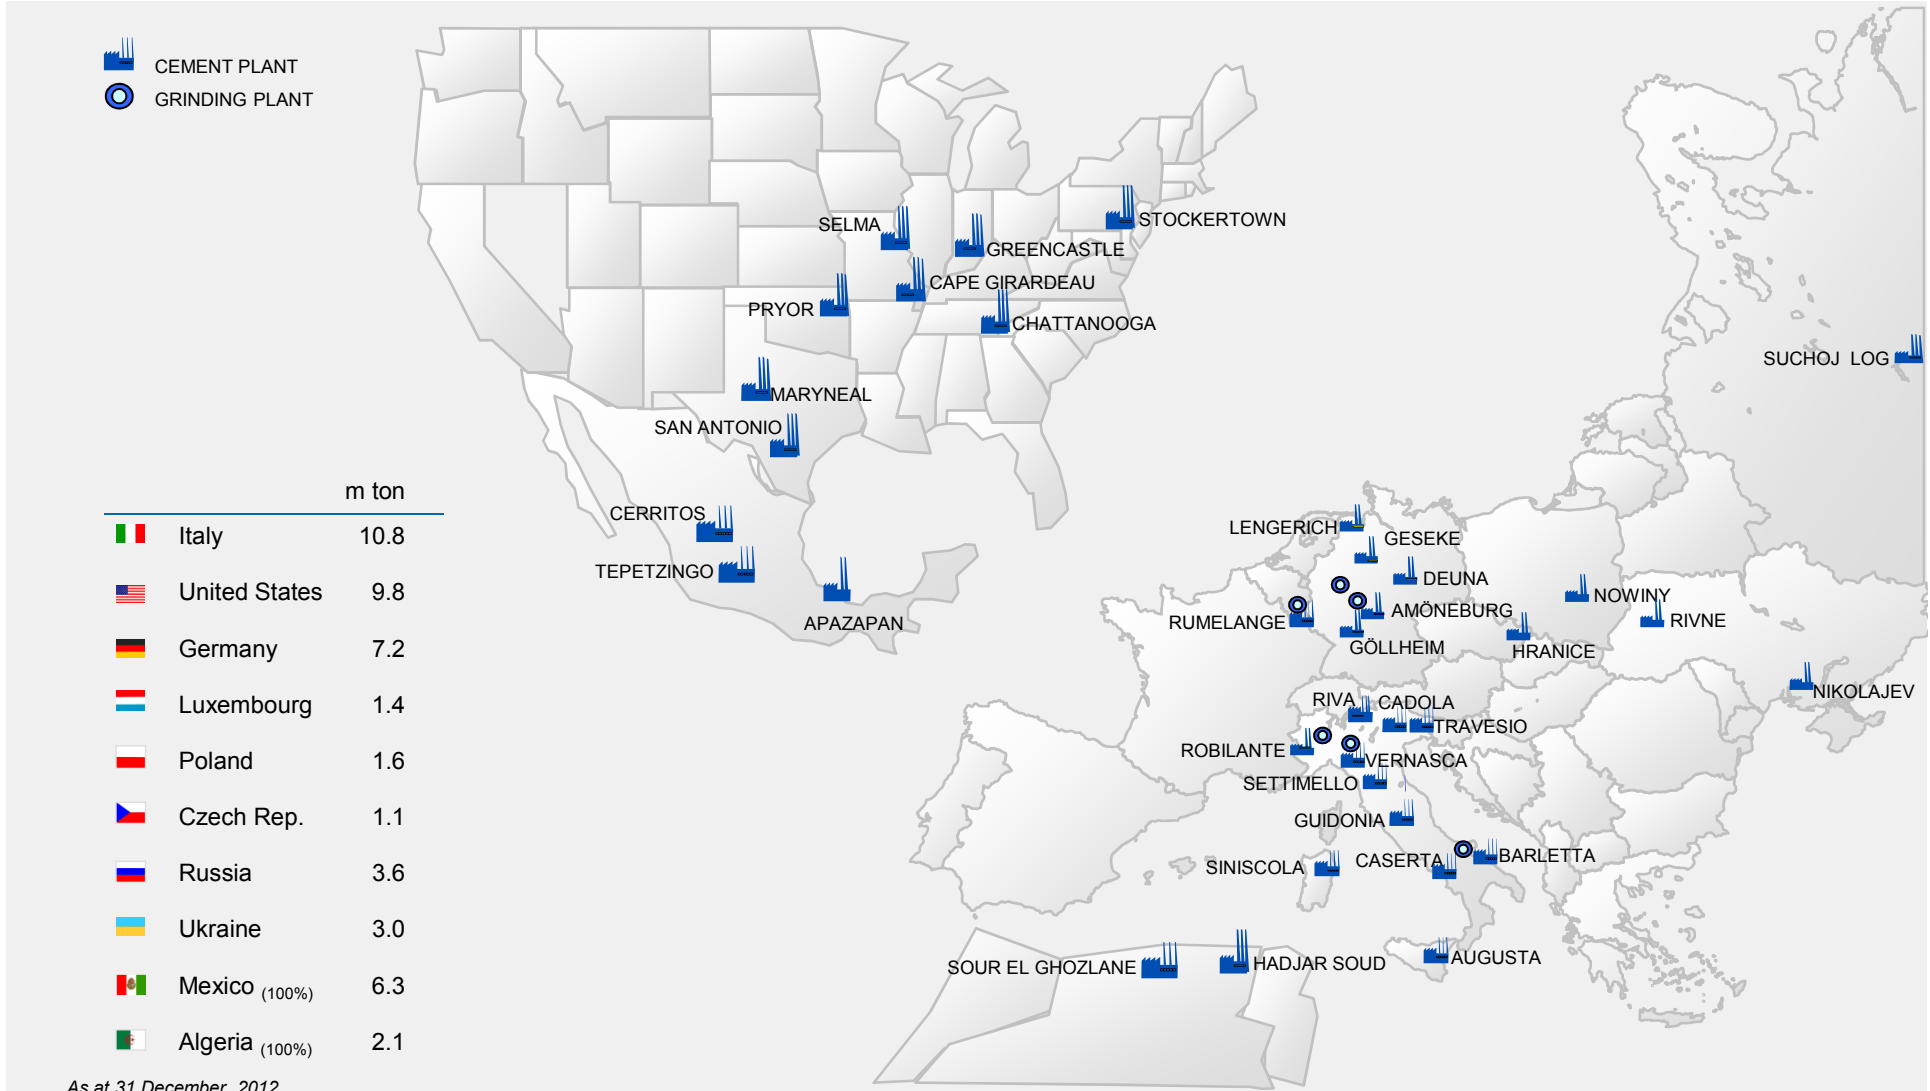 CEMENT PLANT
GRINDING PLANT
SELMA
STOCKERTOWN
GREENCASTLE
CAPE GIRARDEAU
PRYOR
CHATTANOOGA
SUCHOJ LOG
MARYNEAL
SAN ANTONIO
CERRITOS
TEPETZINGO
APAZAPAN
LENGERICH
GESEKE
DEUNA
NOWINY
AMÖNEBURG
RUMELANGE
RIVNE
GÖLLHEIM
HRANICE
NIKOLAJEV
RIVA
CADOLA
TRAVESIO
ROBILANTE
VERNASCA
SETTIMELLO
GUIDONIA
SINISCOLA
CASERTA
BARLETTA
AUGUSTA
SOUR EL GHOZLANE
HADJAR SOUD
m ton
Italy 10.8
United States 9.8
Germany 7.2
Luxembourg 1.4
Poland 1.6
Czech Rep. 1.1
Russia 3.6
Ukraine 3.0
Mexico (100%) 6.3
Algeria (100%) 2.1
As at 31 December 2012